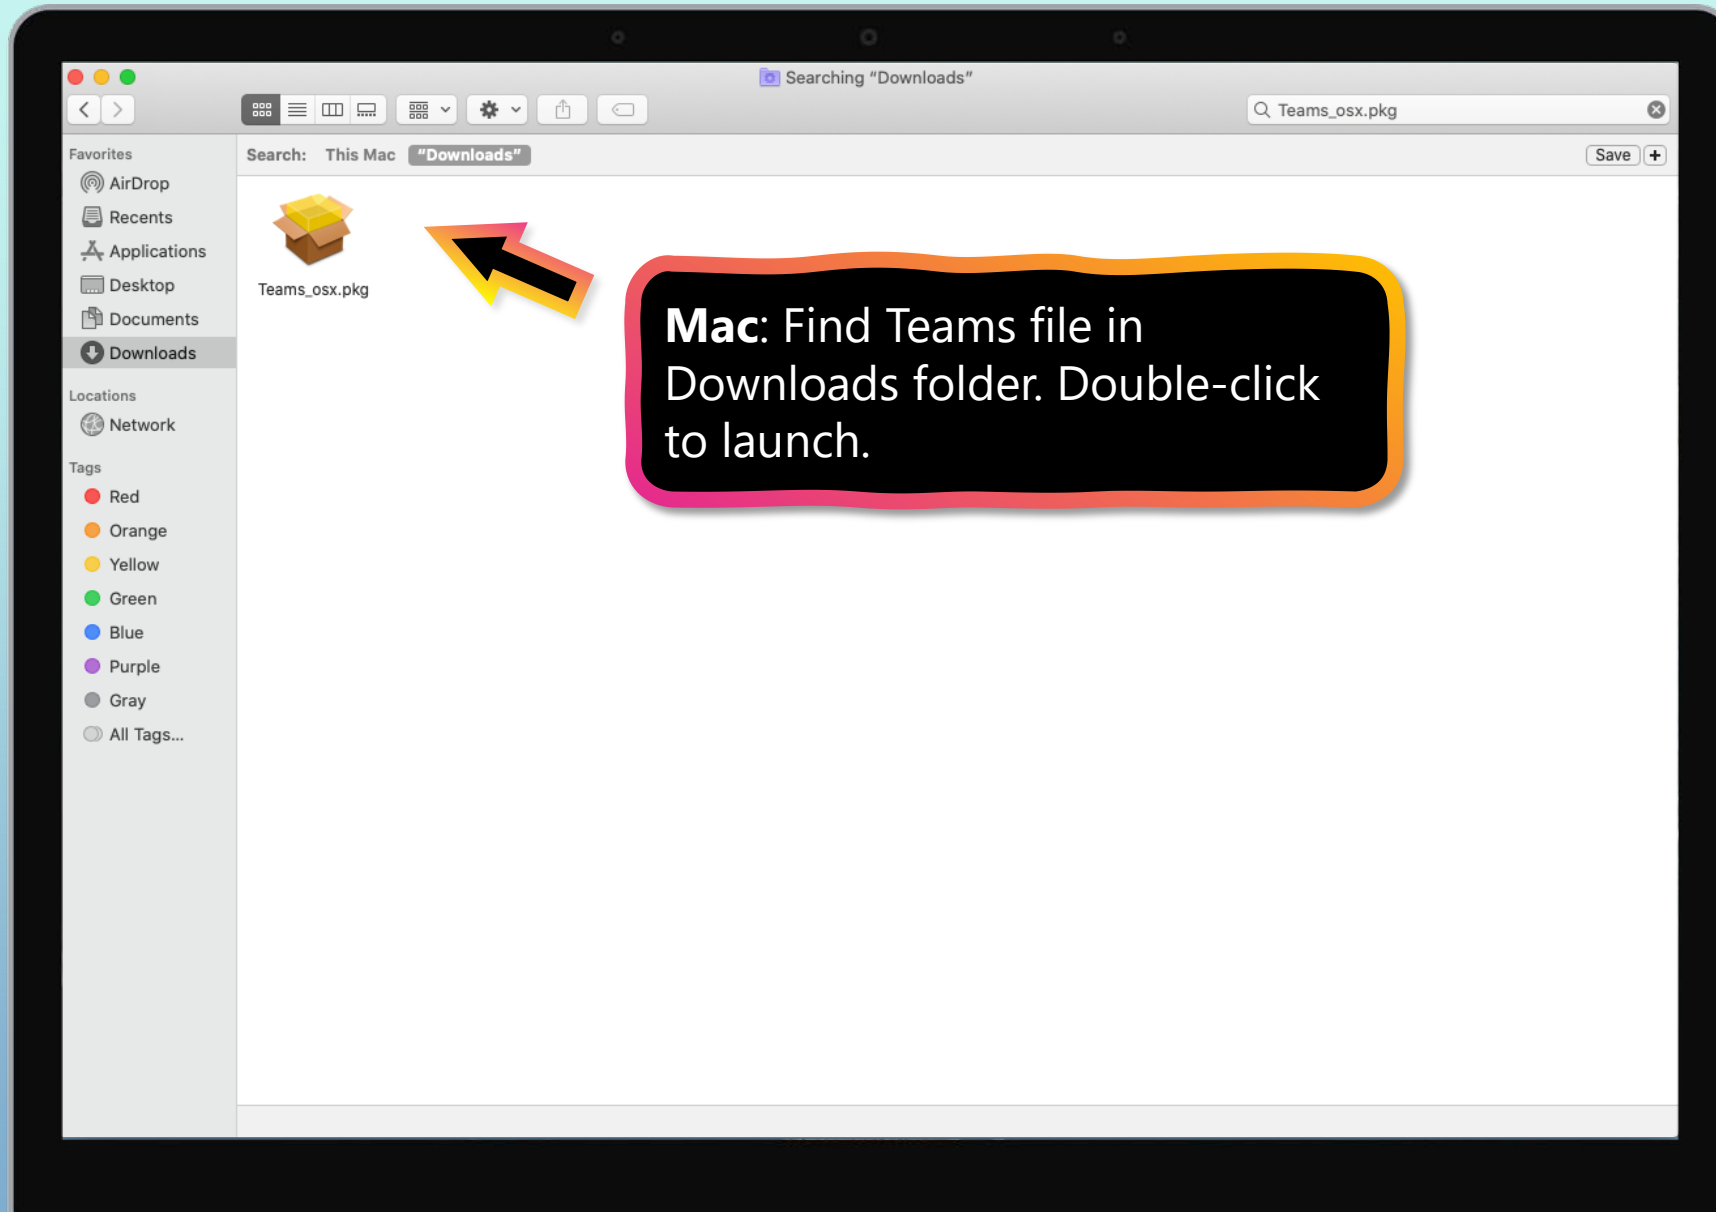 Searching “Downloads”
Teams_osx.pkg
Favorites
AirDrop
Recents
Applications
Desktop
Documents
Downloads
Locations
Network
Tags
Red
Orange
Yellow
Green
Blue
Purple
Gray
All Tags...
Search: This Mac “Downloads”
Save +
Teams_osx.pkg
Mac: Find Teams file in
Downloads folder. Double-click
to launch.